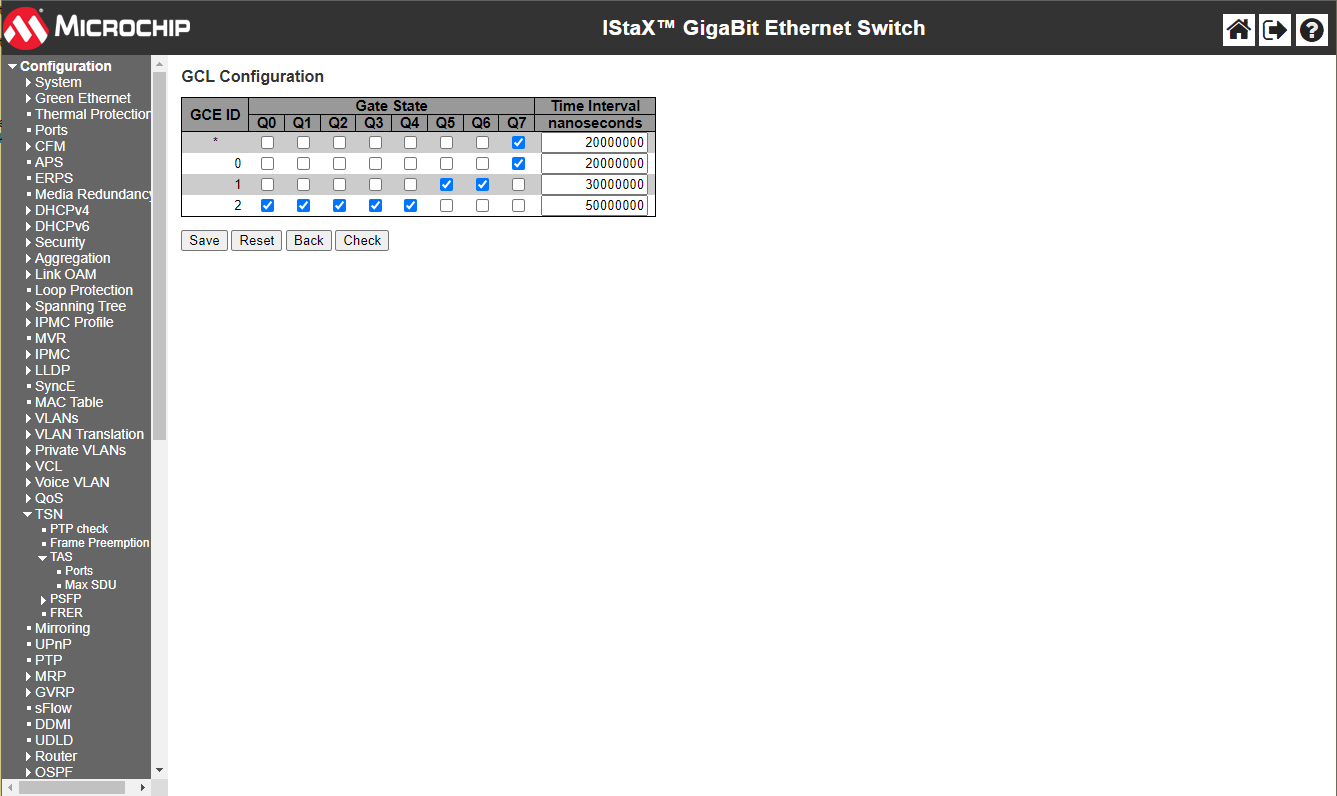 MICROCHIP
IStaX™ GigaBit Ethernet Switch
Configuration
System
Green Ethernet
Thermal Protection
Ports
CFM
APS
ERPS
Media Redundancy
DHCPv4
DHCPv6
Security
Aggregation
Link OAM
Loop Protection
Spanning Tree
IPMC Profile
MVR
IPMC
LLDP
SyncE
MAC Table
VLANs
VLAN Translation
Private VLANs
VCL
Voice VLAN
QoS
TSN
PTP check
Frame Preemption
TAS
Ports
Max SDU
PSFP
FRER
Mirroring
UPnP
PTP
MRP
GVRP
sFlow
DDMI
UDLD
Router
OSPF
GCL Configuration
GCE ID Gate State Time Interval
Q0 Q1 Q2 Q3 Q4 Q5 Q6 Q7 nanoseconds
* 20000000
0 20000000
1 30000000
2 50000000
Save Reset Back Check